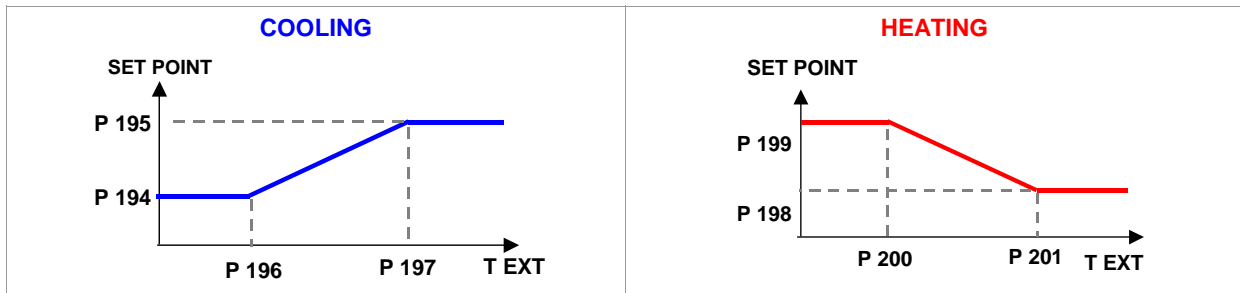 COOLING
SET POINT
P 195
P 194
P 196
P 197
T EXT
HEATING
SET POINT
P 199
P 198
P 200
P 201
T EXT